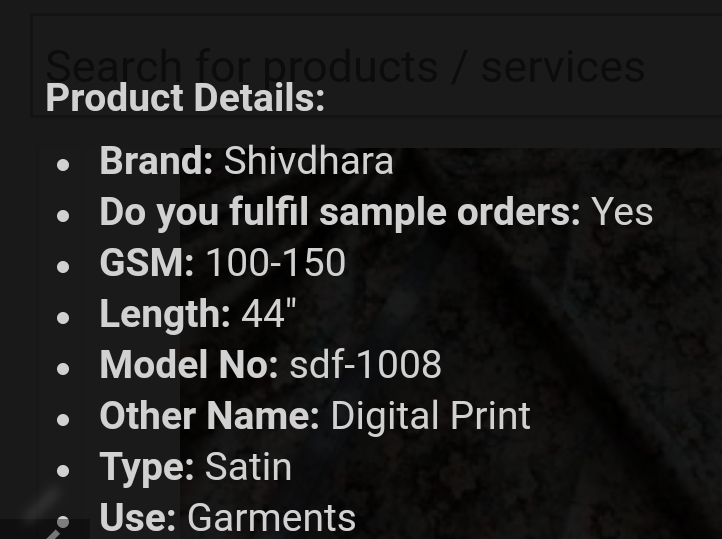 Search for products / services
Product Details:
• Brand: Shivdhara
• Do you fulfil sample orders: Yes
• GSM: 100-150
• Length: 44"
• Model No: sdf-1008
• Other Name: Digital Print
• Type: Satin
• Use: Garments